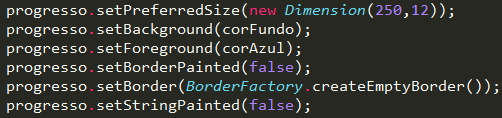 progresso.setPreferredSize(new Dimension(250,12));
progresso.setBackground(corFundo);
progresso.setForeground(corAzul);
progresso.setBorderPainted(false);
progresso.setBorder(BorderFactory.createEmptyBorder());
progresso.setStringPainted(false);